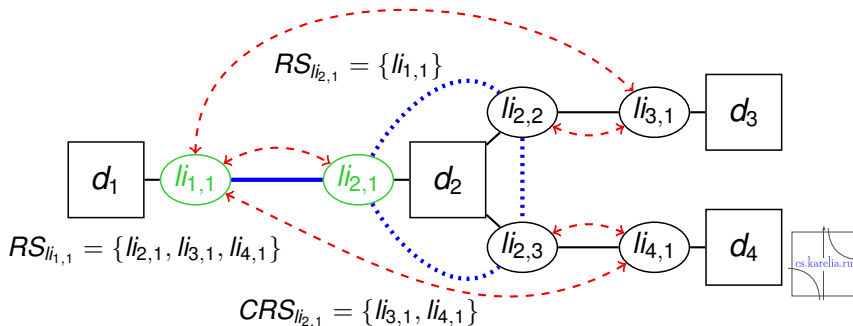 RS_{li_{2,1}} = {li_{1,1}}
li_{2,2}
li_{3,1}
d_3
d_1
li_{1,1}
li_{2,1}
d_2
RS_{li_{1,1}} = {li_{2,1}, li_{3,1}, li_{4,1}}
li_{2,3}
li_{4,1}
d_4
cs.karelia.ru
CRS_{li_{2,1}} = {li_{3,1}, li_{4,1}}